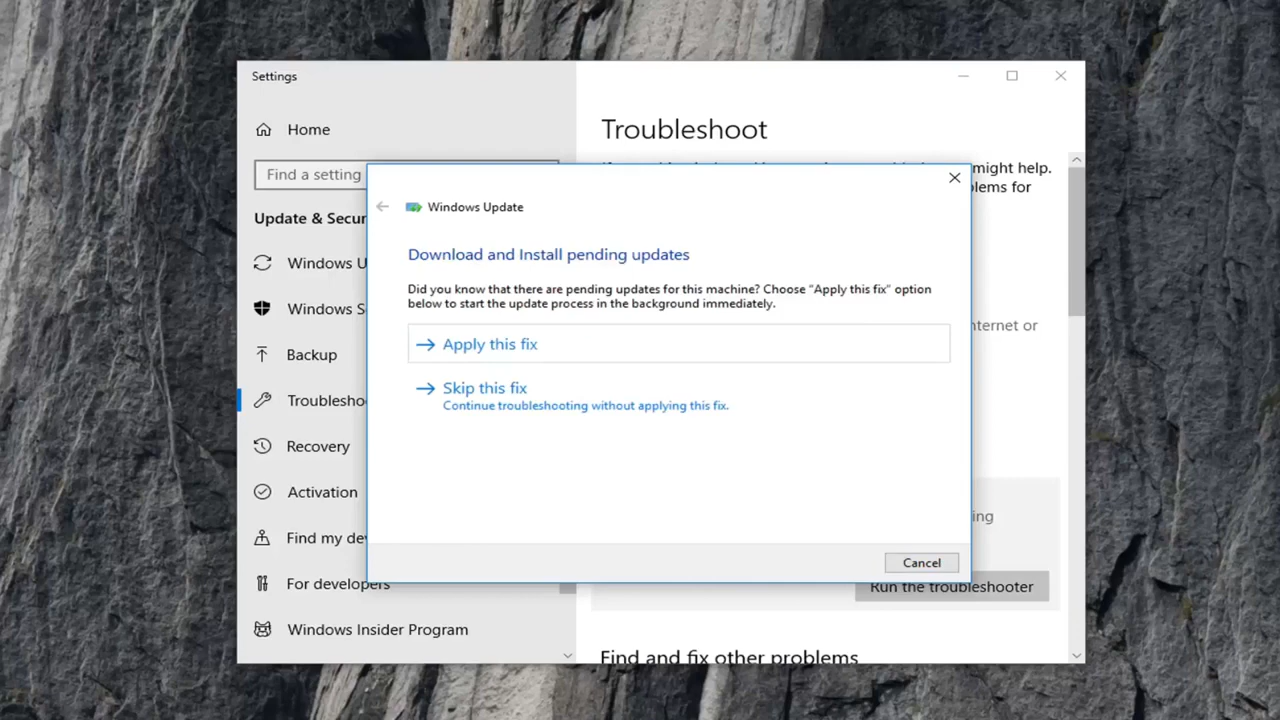 Settings
Home
Find a setting
Update & Secur
Windows U
Windows S
Backup
Troublesho
Recovery
Activation
Find my dev
For developers
Windows Insider Program
Troubleshoot
might help.
olems for
nternet or
ing
Run the troubleshooter
Find and fix other problems
Windows Update
Download and Install pending updates
Did you know that there are pending updates for this machine? Choose “Apply this fix” option
below to start the update process in the background immediately.
Apply this fix
Skip this fix
Continue troubleshooting without applying this fix.
Cancel